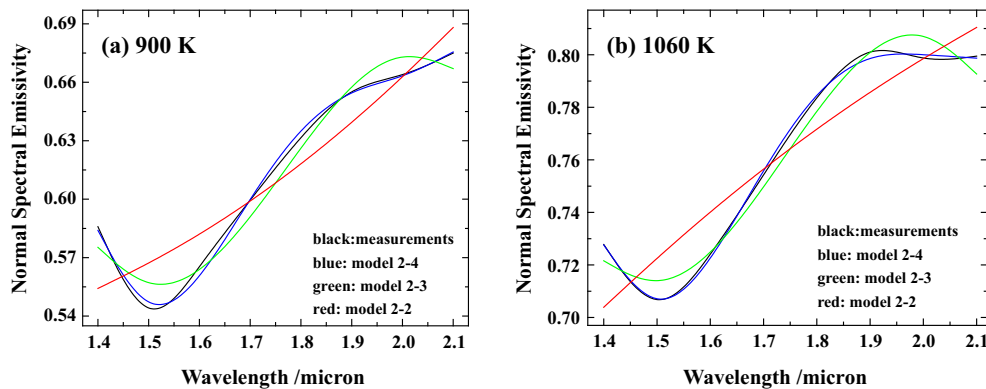 (a) 900 K
Normal Spectral Emissivity
0.69
0.66
0.63
0.60
0.57
0.54
black:measurements
blue: model 2-4
green: model 2-3
red: model 2-2
1.4 1.5 1.6 1.7 1.8 1.9 2.0 2.1
Wavelength /micron
(b) 1060 K
Normal Spectral Emissivity
0.80
0.78
0.76
0.74
0.72
0.70
black:measurements
blue: model 2-4
green: model 2-3
red: model 2-2
1.4 1.5 1.6 1.7 1.8 1.9 2.0 2.1
Wavelength /micron